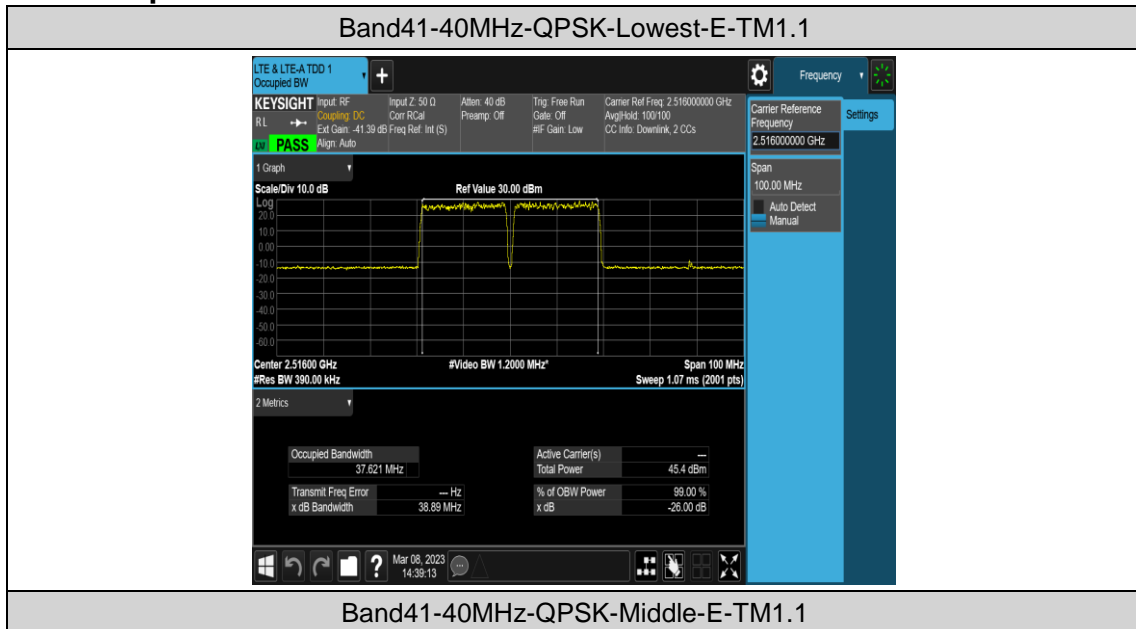 Band41-40MHz-QPSK-Lowest-E-TM1.1
LTE & LTE-A TDD 1
Occupied BW
+
Frequency
KEYSIGHT
RL
LXI
PASS
Input: RF
Coupling: DC
Ext Gain: -41.39 dB
Align: Auto
Input Z: 50 Ω
Corr RCal
Freq Ref: Int (S)
Atten: 40 dB
Preamp: Off
Trig: Free Run
Gate: Off
#IF Gain: Low
Carrier Ref Freq: 2.516000000 GHz
Avg|Hold: 100/100
CC Info: Downlink, 2 CCs
Carrier Reference
Frequency
2.516000000 GHz
Settings
Span
100.00 MHz
Auto Detect
Manual
1 Graph
Scale/Div 10.0 dB
Ref Value 30.00 dBm
Log
20.0
10.0
0.00
-10.0
-20.0
-30.0
-40.0
-50.0
-60.0
Center 2.51600 GHz
#Video BW 1.2000 MHz*
Span 100 MHz
#Res BW 390.00 kHz
Sweep 1.07 ms (2001 pts)
2 Metrics
Occupied Bandwidth
37.621 MHz
Active Carrier(s) ---
Total Power 45.4 dBm
Transmit Freq Error --- Hz
x dB Bandwidth 38.89 MHz
% of OBW Power 99.00 %
x dB -26.00 dB
?
Mar 08, 2023
14:39:13
Band41-40MHz-QPSK-Middle-E-TM1.1